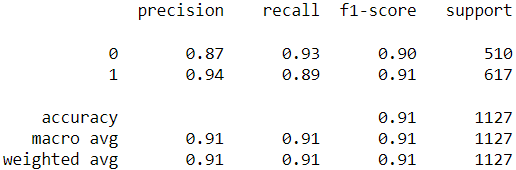 precision recall f1-score support
0 0.87 0.93 0.90 510
1 0.94 0.89 0.91 617
accuracy 0.91 1127
macro avg 0.91 0.91 0.91 1127
weighted avg 0.91 0.91 0.91 1127